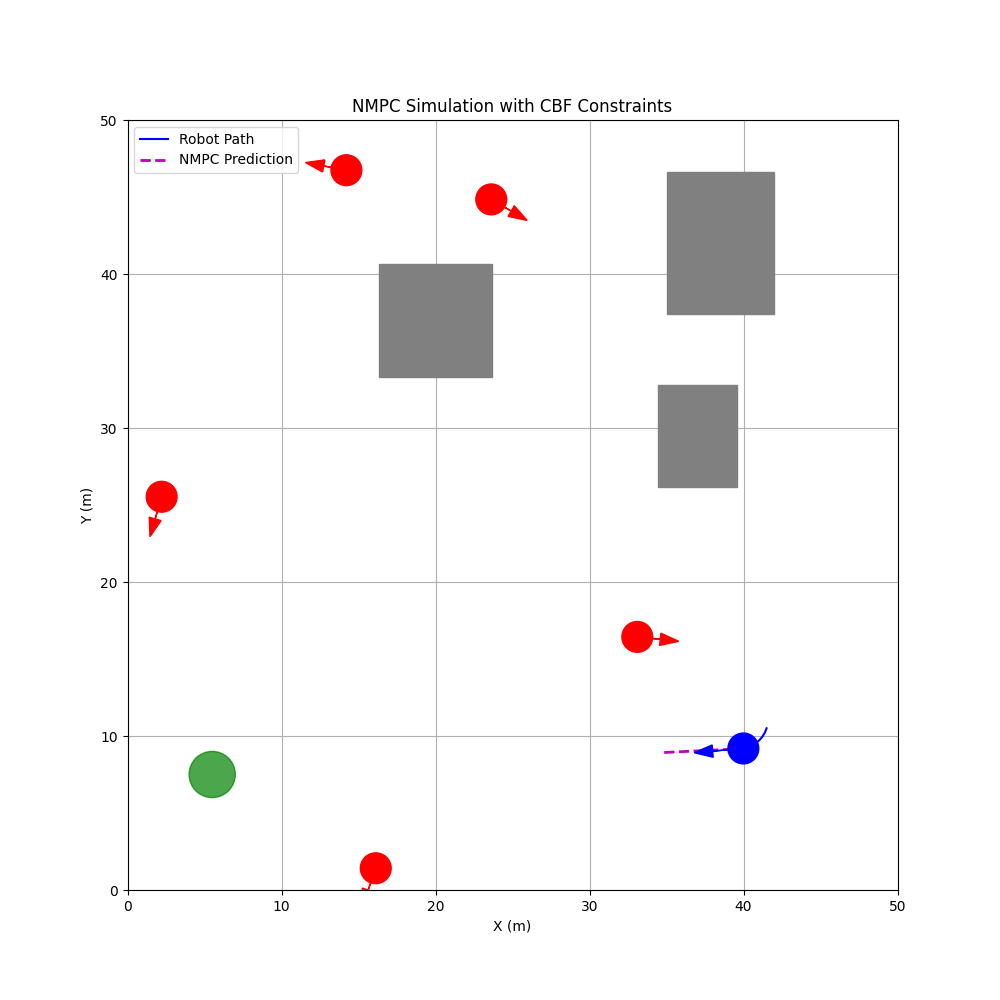 NMPC Simulation with CBF Constraints
Robot Path
NMPC Prediction
50
40
30
20
10
0
Y (m)
0 10 20 30 40 50
X (m)